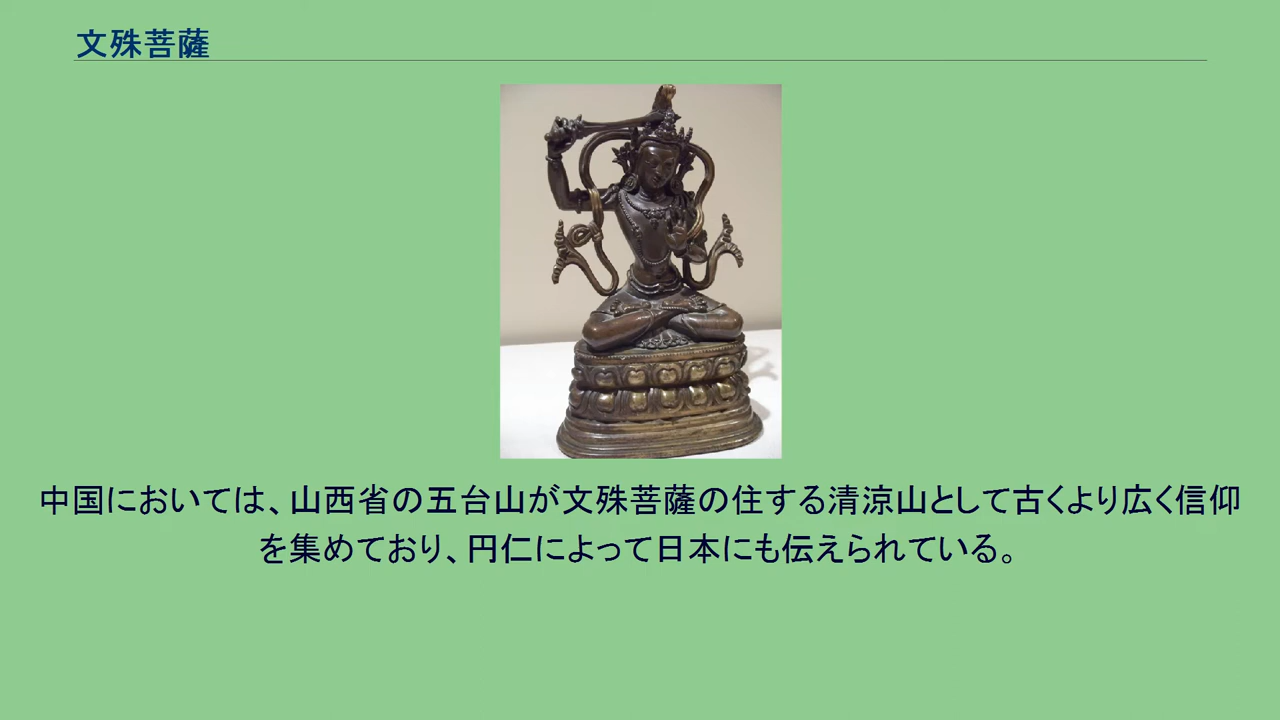 文殊菩薩
中国においては、山西省の五台山が文殊菩薩の住する清涼山として古くより広く信仰
を集めており、円仁によって日本にも伝えられている。